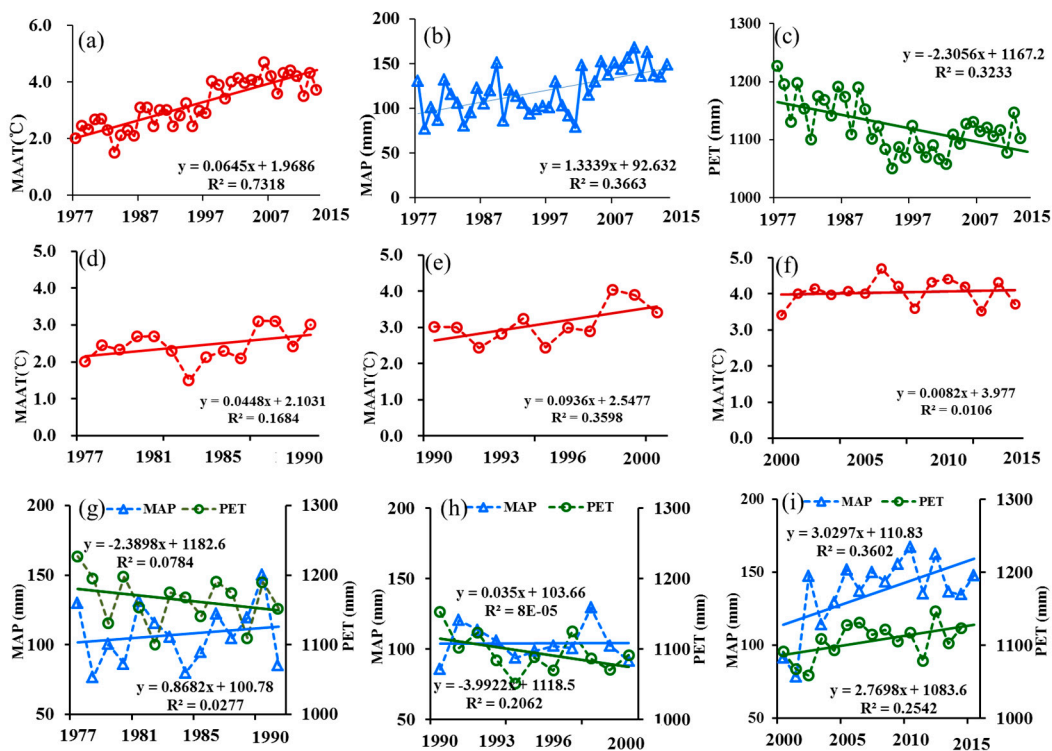 (a)
6.0
4.0
2.0
0.0
MAAT(℃)
y = 0.0645x + 1.9686
R² = 0.7318
1977 1987 1997 2007 2015
(b)
200
150
100
50
0
MAP (mm)
y = 1.3339x + 92.632
R² = 0.3663
1977 1987 1997 2007 2015
(c)
1300
1200
1100
1000
PET (mm)
y = -2.3056x + 1167.2
R² = 0.3233
1977 1987 1997 2007 2015
(d)
5.0
4.0
3.0
2.0
1.0
0.0
MAAT(℃)
y = 0.0448x + 2.1031
R² = 0.1684
1977 1981 1985 1990
(e)
5.0
4.0
3.0
2.0
1.0
0.0
MAAT(℃)
y = 0.0936x + 2.5477
R² = 0.3598
1990 1993 1996 2000
(f)
5.0
4.0
3.0
2.0
1.0
0.0
MAAT(℃)
y = 0.0082x + 3.977
R² = 0.0106
2000 2005 2010 2015
(g) MAP PET
200
150
100
50
MAP (mm)
y = -2.3898x + 1182.6
R² = 0.0784
y = 0.8682x + 100.78
R² = 0.0277
1300
1200
1100
1000
PET (mm)
1977 1981 1985 1990
(h)
MAP PET
200
150
100
50
MAP (mm)
y = 0.035x + 103.66
R² = 8E-05
y = -3.9922x + 1118.5
R² = 0.2062
1300
1200
1100
1000
PET (mm)
1990 1993 1996 2000
(i)
MAP PET
200
150
100
50
MAP (mm)
y = 3.0297x + 110.83
R² = 0.3602
y = 2.7698x + 1083.6
R² = 0.2542
1300
1200
1100
1000
PET (mm)
2000 2005 2010 2015